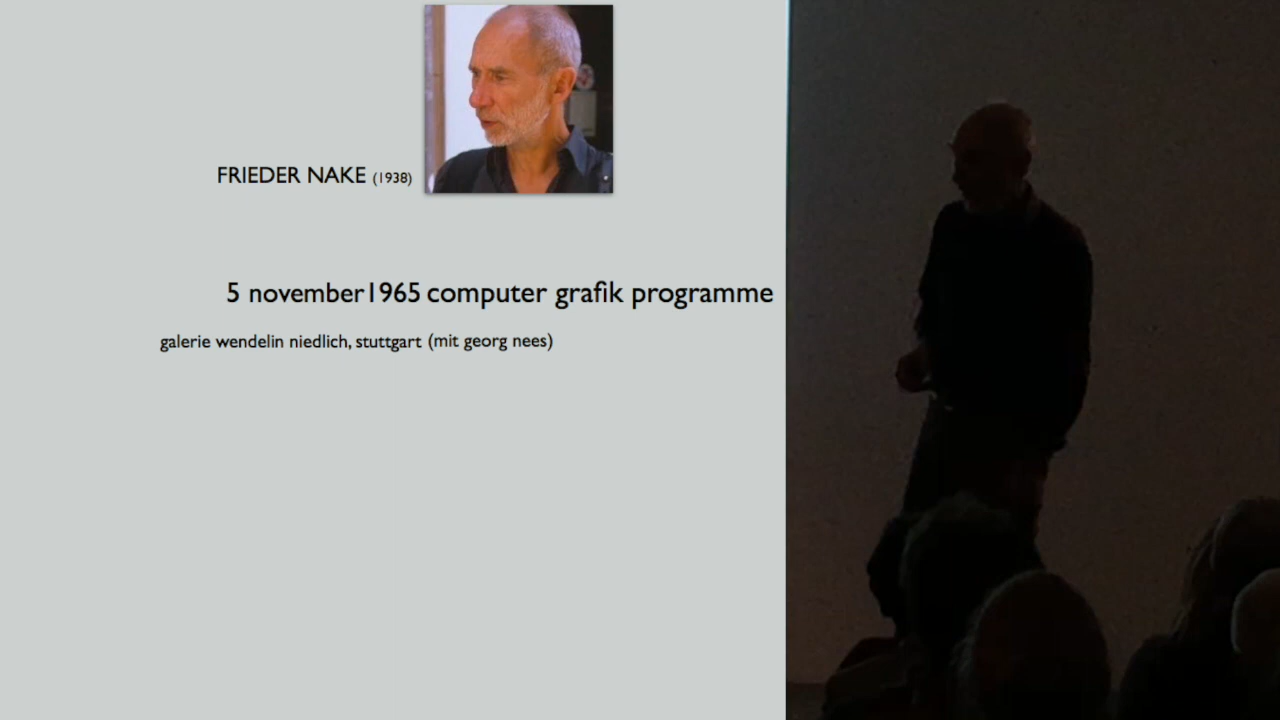 FRIEDER NAKE (1938)
5 november1965 computer grafik programme
galerie wendelin niedlich, stuttgart (mit georg nees)